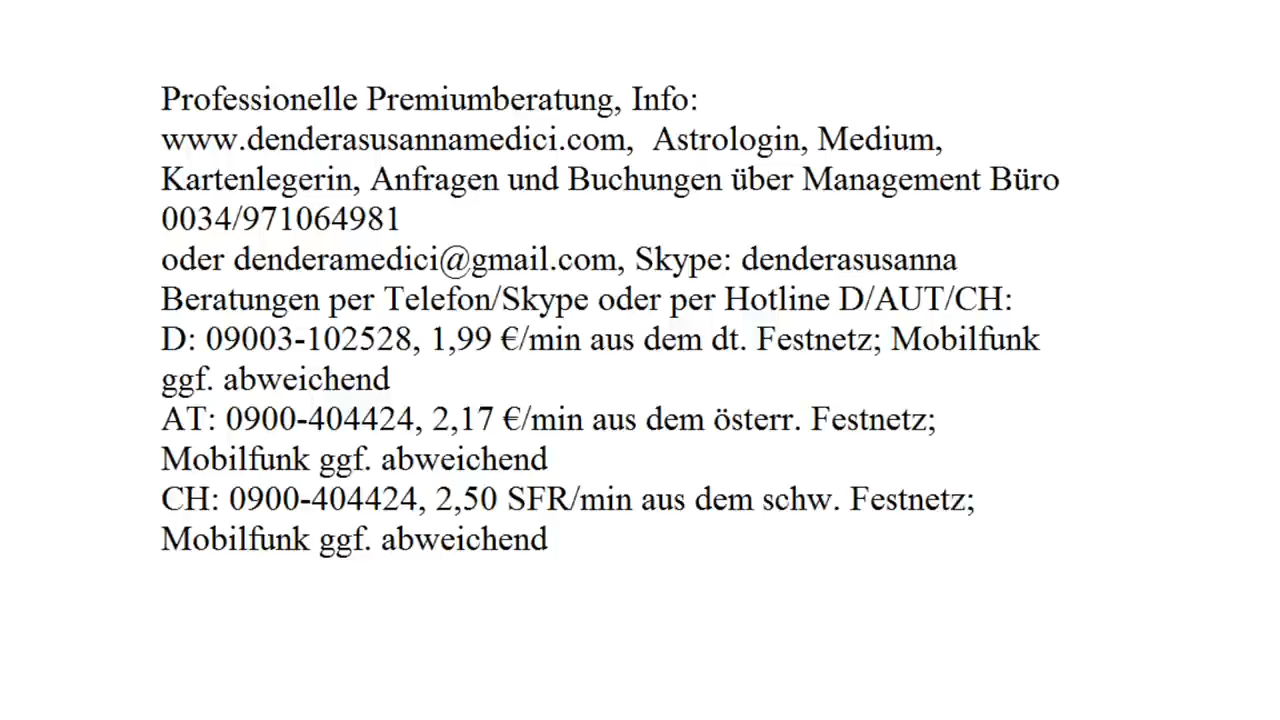 Professionelle Premiumberatung, Info:
www.denderasusannamedici.com,  Astrologin, Medium,
Kartenlegerin, Anfragen und Buchungen über Management Büro
0034/971064981
oder denderamedici@gmail.com, Skype: denderasusanna
Beratungen per Telefon/Skype oder per Hotline D/AUT/CH:
D: 09003-102528, 1,99 €/min aus dem dt. Festnetz; Mobilfunk
ggf. abweichend
AT: 0900-404424, 2,17 €/min aus dem österr. Festnetz;
Mobilfunk ggf. abweichend
CH: 0900-404424, 2,50 SFR/min aus dem schw. Festnetz;
Mobilfunk ggf. abweichend